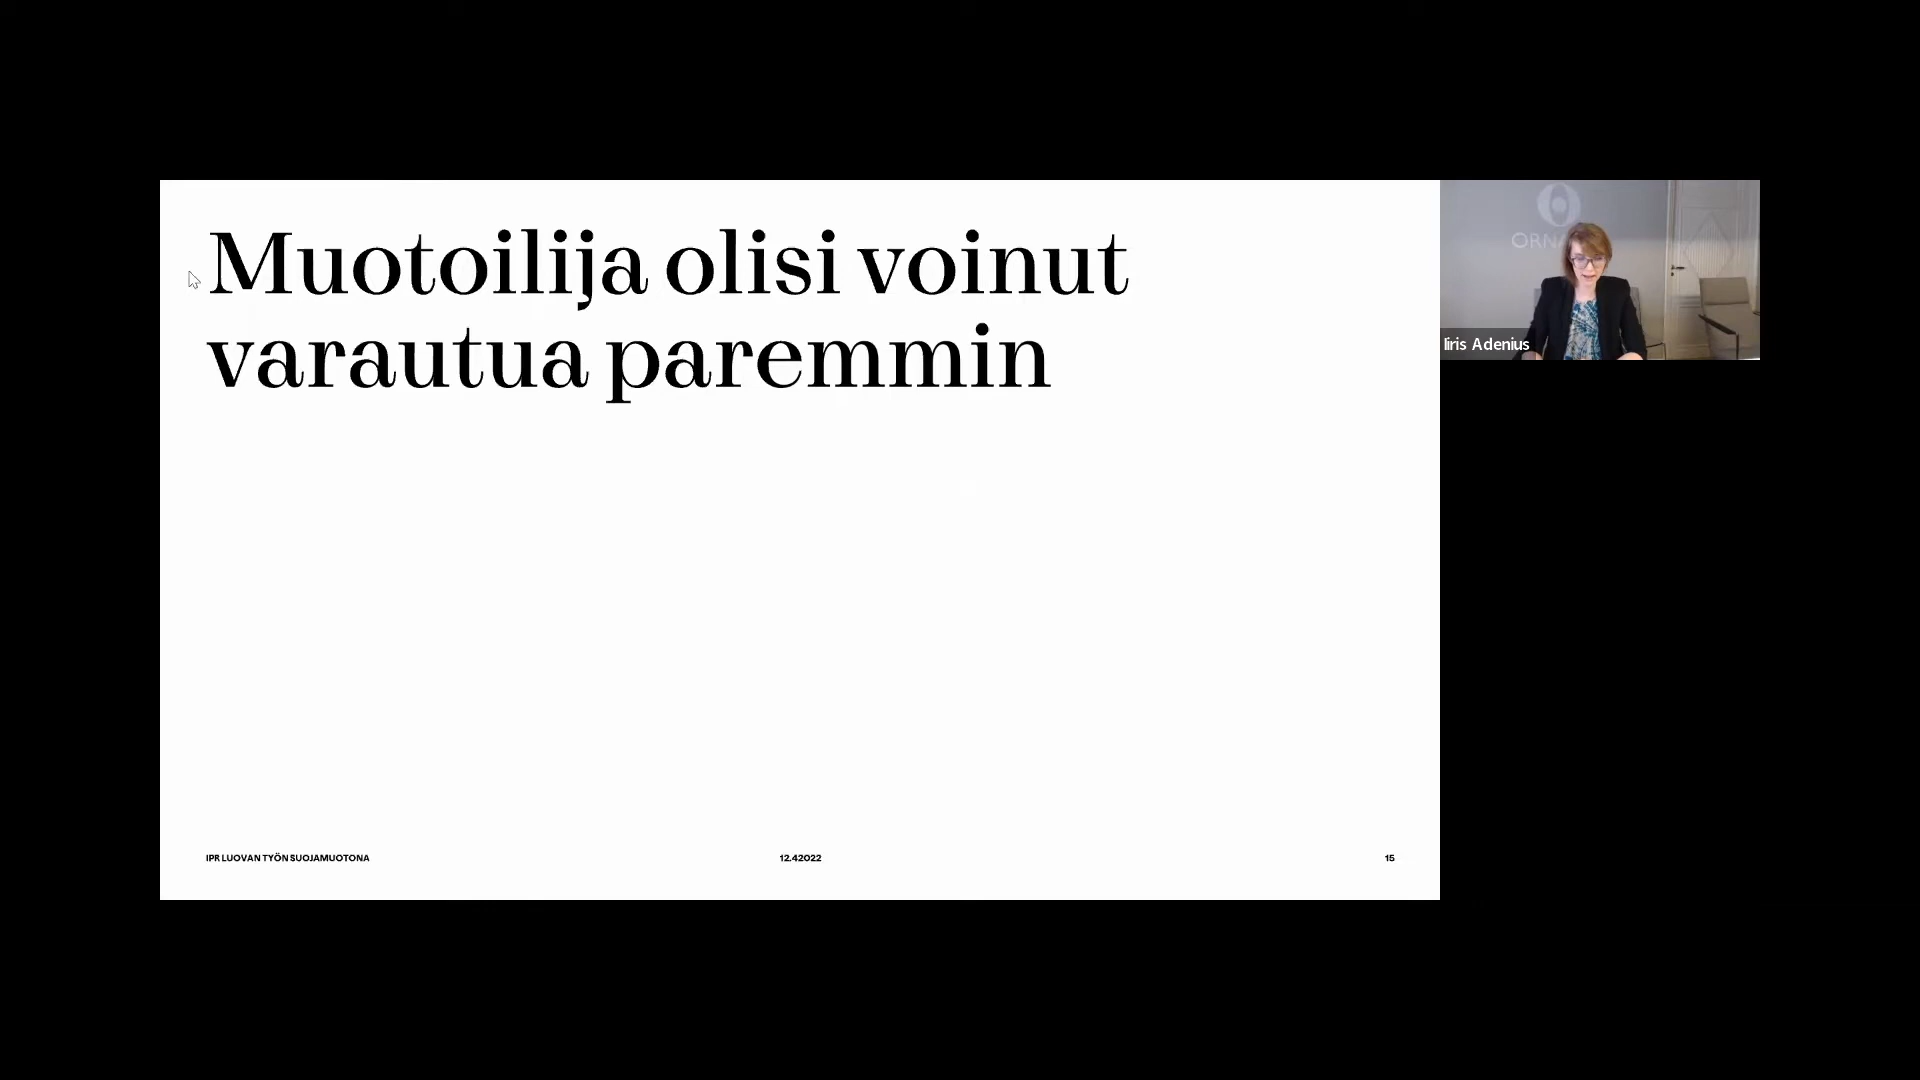 Muotoilija olisi voinut
varautua paremmin
IPR LUOVAN TYÖN SUOJAMUOTONA
12.42022
15
Iiris Adenius